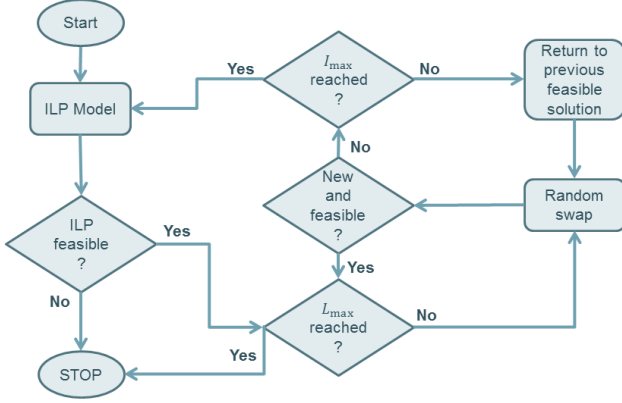 Start
ILP Model
ILP
feasible
?
Yes
No
STOP
I_max
reached
?
Yes
No
No
Return to
previous
feasible
solution
New
and
feasible
?
Random
swap
Yes
L_max
reached
?
No
Yes